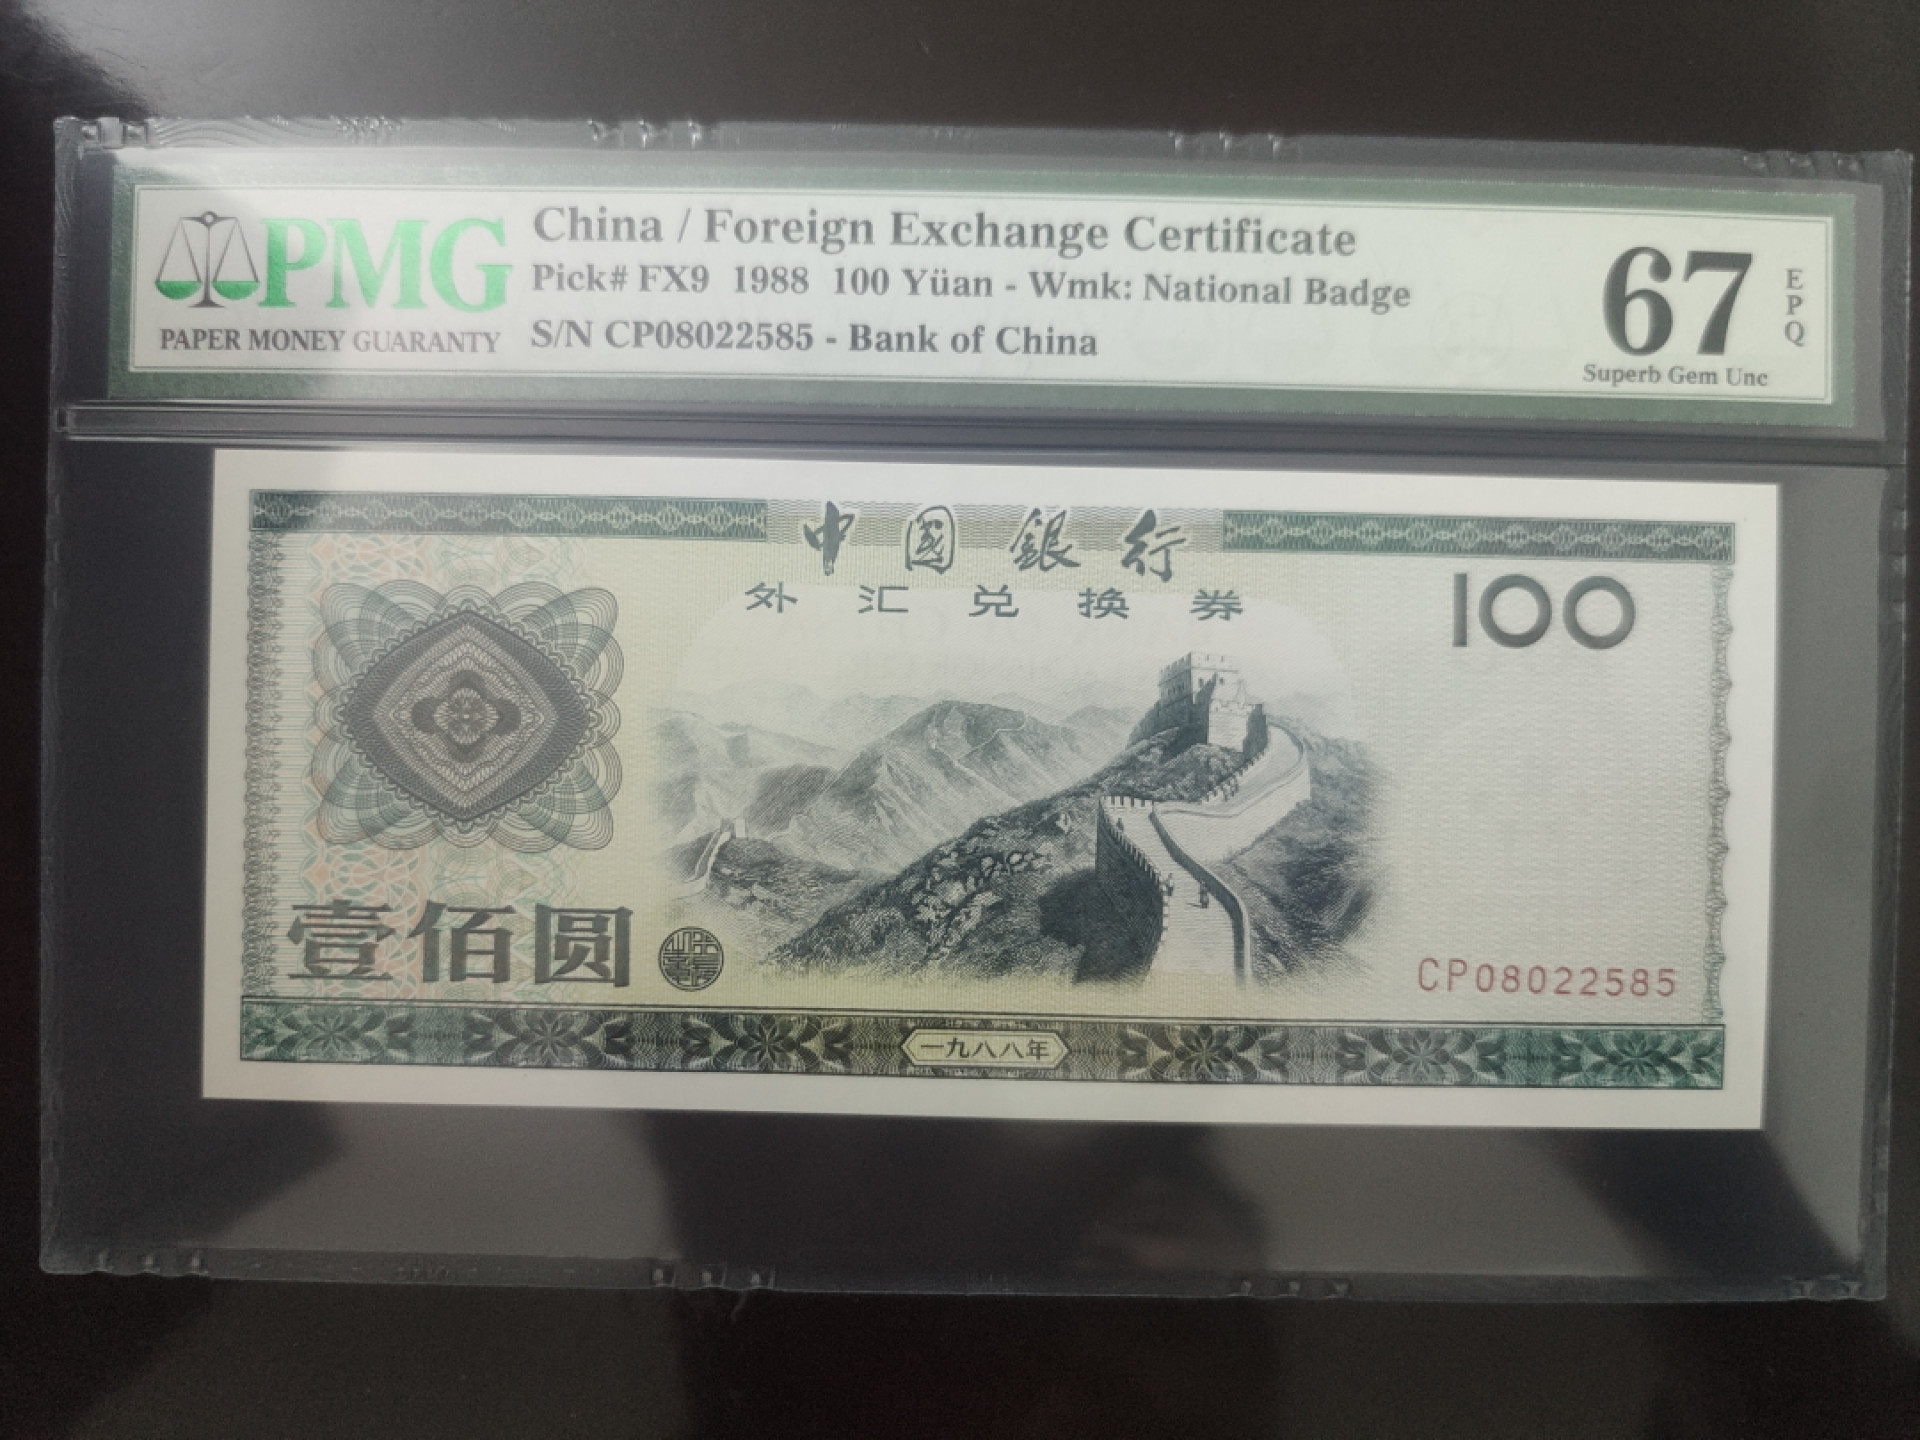 PMG
PAPER MONEY GUARANTY
China / Foreign Exchange Certificate
Pick# FX9 1988 100 Yüan - Wmk: National Badge
S/N CP08022585 - Bank of China
67
EPQ
Superb Gem Unc
中國銀行
外汇兑换券
100
壹佰圆
CP08022585
一九八八年